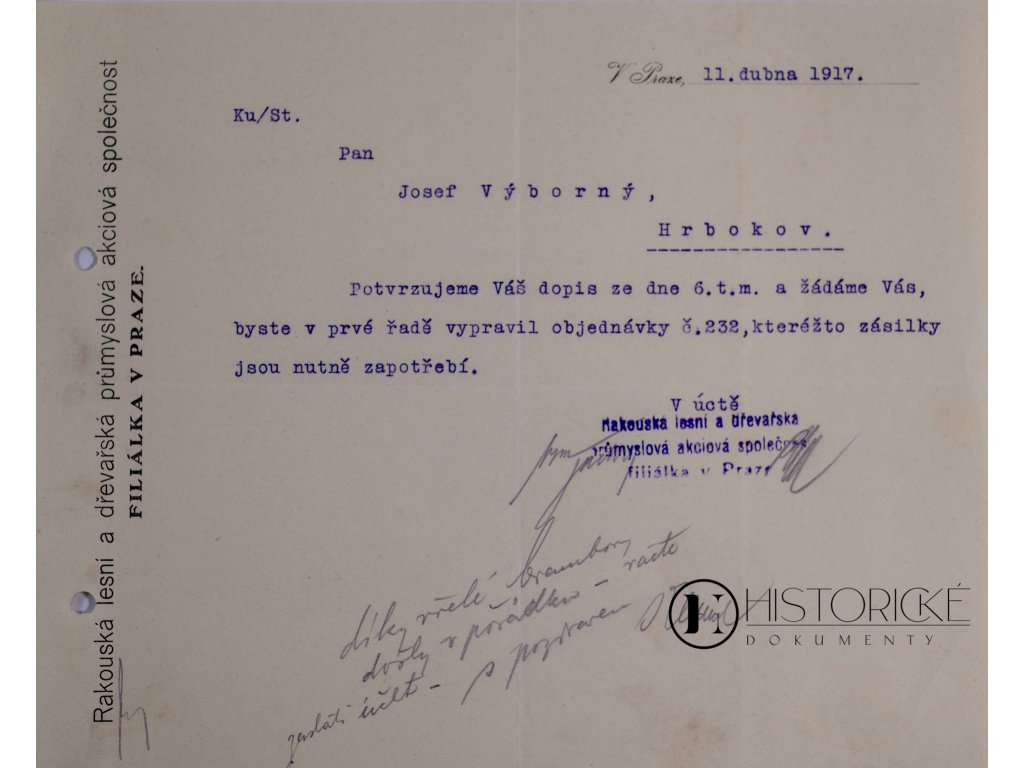 Rakouská lesní a dřevařská průmyslová akciová společnost
FILIÁLKA V PRAZE.
V Praze, 11.dubna 1917.
Ku/St.
Pan
Josef Výborný,
Hrbokov.
Potvrzujeme Váš dopis ze dne 6.t.m. a žádáme Vás,
byste v prvé řadě vypravil objednávky č.232,kteréžto zásilky
jsou nutně zapotřebí.
V úctě
Rakouská lesní a dřevařská
průmyslová akciová společnos
filiálka v Praze
díky vřelé brambory
došly v pořádku – račte
zaslati účet – s pozdravem
HISTORICKÉ
DOKUMENTY